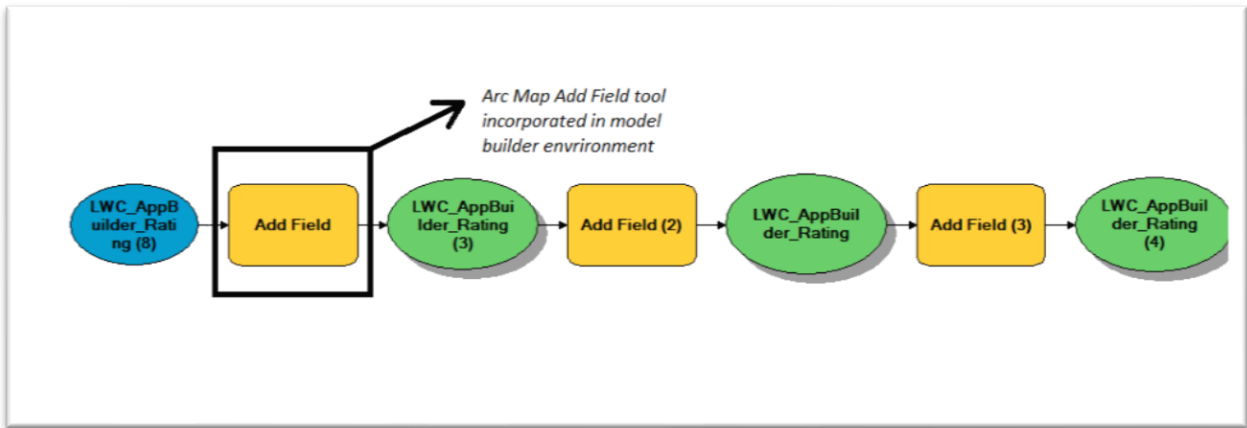 Arc Map Add Field tool
incorporated in model
builder envrironment
LWC_AppB
uilder_Rati
ng (8)
Add Field
LWC_AppBui
lder_Rating
(3)
Add Field (2)
LWC_AppBuil
der_Rating
Add Field (3)
LWC_AppBuil
der_Rating
(4)